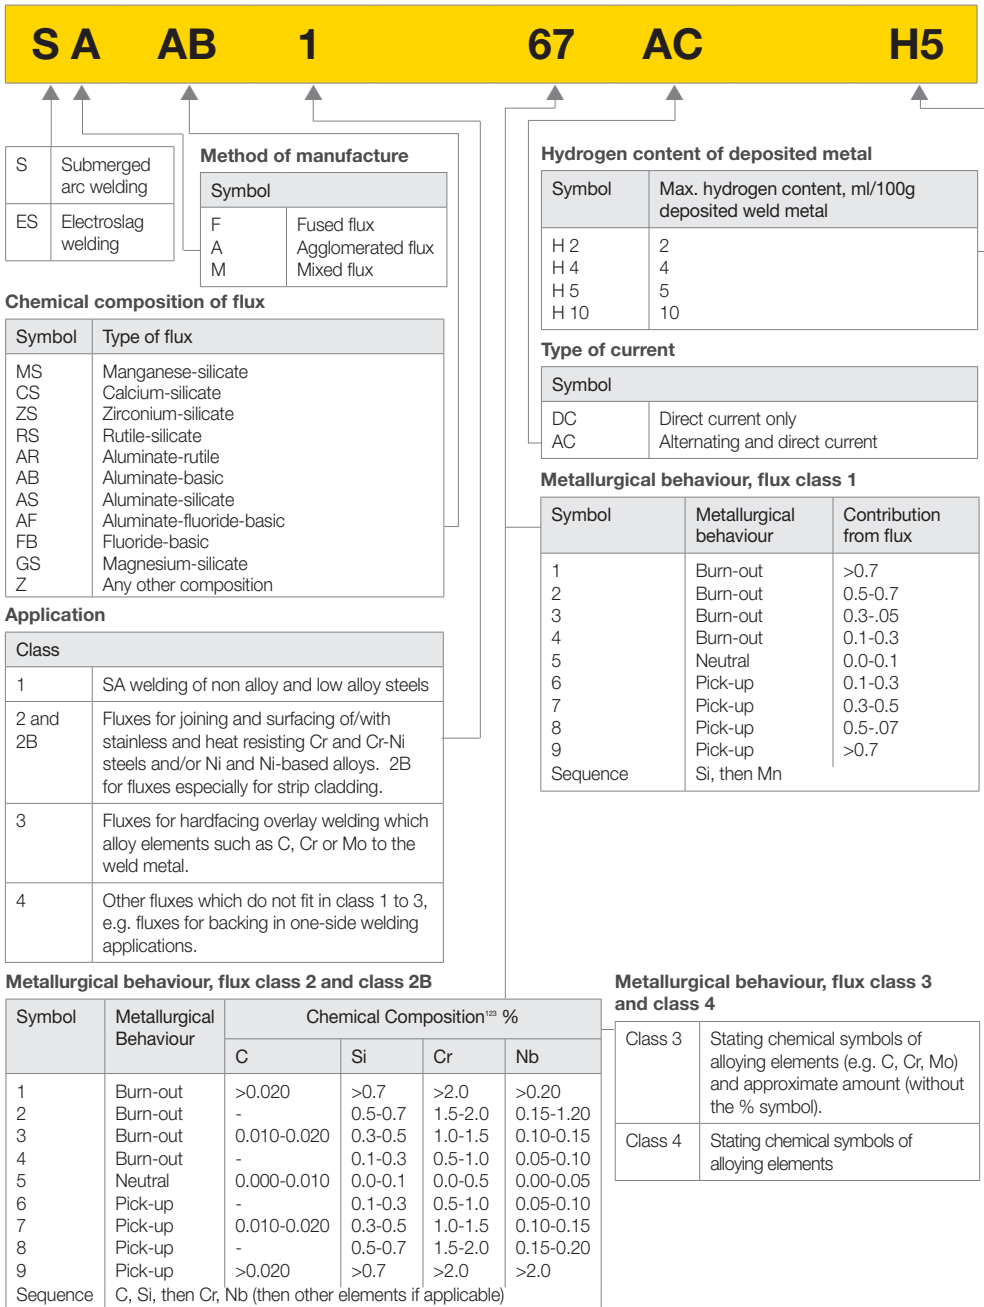 S A AB 1 67 AC H5
S Submerged
arc welding
ES Electroslag
welding
Method of manufacture
Symbol
F Fused flux
A Agglomerated flux
M Mixed flux
Chemical composition of flux
Symbol Type of flux
MS Manganese-silicate
CS Calcium-silicate
ZS Zirconium-silicate
RS Rutile-silicate
AR Aluminate-rutile
AB Aluminate-basic
AS Aluminate-silicate
AF Aluminate-fluoride-basic
FB Fluoride-basic
GS Magnesium-silicate
Z Any other composition
Application
Class
1 SA welding of non alloy and low alloy steels
2 and Fluxes for joining and surfacing of/with
2B stainless and heat resisting Cr and Cr-Ni
steels and/or Ni and Ni-based alloys. 2B
for fluxes especially for strip cladding.
3 Fluxes for hardfacing overlay welding which
alloy elements such as C, Cr or Mo to the
weld metal.
4 Other fluxes which do not fit in class 1 to 3,
e.g. fluxes for backing in one-side welding
applications.
Hydrogen content of deposited metal
Symbol Max. hydrogen content, ml/100g
deposited weld metal
H 2 2
H 4 4
H 5 5
H 10 10
Type of current
Symbol
DC Direct current only
AC Alternating and direct current
Metallurgical behaviour, flux class 1
Symbol Metallurgical Contribution
behaviour from flux
1 Burn-out >0.7
2 Burn-out 0.5-0.7
3 Burn-out 0.3-.05
4 Burn-out 0.1-0.3
5 Neutral 0.0-0.1
6 Pick-up 0.1-0.3
7 Pick-up 0.3-0.5
8 Pick-up 0.5-.07
9 Pick-up >0.7
Sequence Si, then Mn
Metallurgical behaviour, flux class 2 and class 2B
Symbol Metallurgical Chemical Composition¹²³ %
Behaviour
C Si Cr Nb
1 Burn-out >0.020 >0.7 >2.0 >0.20
2 Burn-out - 0.5-0.7 1.5-2.0 0.15-1.20
3 Burn-out 0.010-0.020 0.3-0.5 1.0-1.5 0.10-0.15
4 Burn-out - 0.1-0.3 0.5-1.0 0.05-0.10
5 Neutral 0.000-0.010 0.0-0.1 0.0-0.5 0.00-0.05
6 Pick-up - 0.1-0.3 0.5-1.0 0.05-0.10
7 Pick-up 0.010-0.020 0.3-0.5 1.0-1.5 0.10-0.15
8 Pick-up - 0.5-0.7 1.5-2.0 0.15-0.20
9 Pick-up >0.020 >0.7 >2.0 >2.0
Sequence C, Si, then Cr, Nb (then other elements if applicable)
Metallurgical behaviour, flux class 3
and class 4
Class 3 Stating chemical symbols of
alloying elements (e.g. C, Cr, Mo)
and approximate amount (without
the % symbol).
Class 4 Stating chemical symbols of
alloying elements